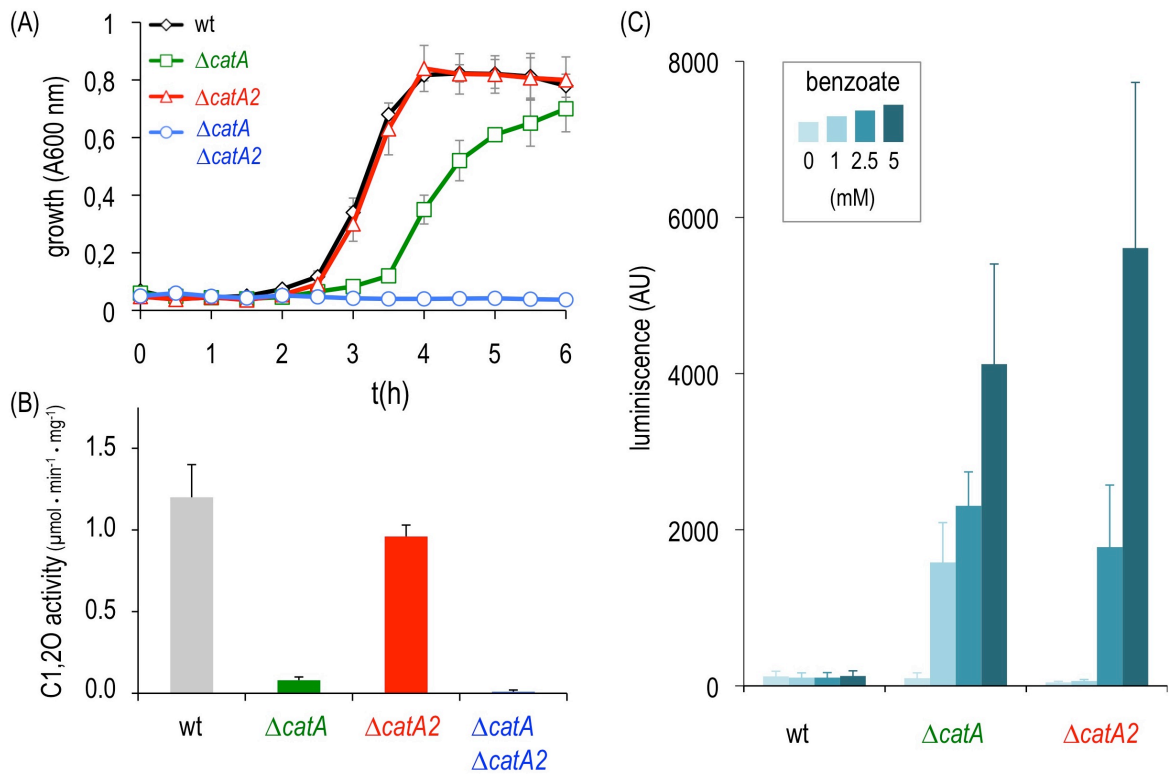 (A)
1
0,8
0,6
0,4
0,2
0
growth (A600 nm)
wt
ΔcatA
ΔcatA2
ΔcatA
ΔcatA2
0 1 2 3 4 5 6
t(h)
(B)
1.5
1.0
0.5
0.0
C1,2O activity (µmol • min-1 • mg-1)
wt ΔcatA ΔcatA2 ΔcatA
ΔcatA2
(C)
8000
6000
4000
2000
0
luminiscence (AU)
benzoate
0 1 2.5 5
(mM)
wt ΔcatA ΔcatA2